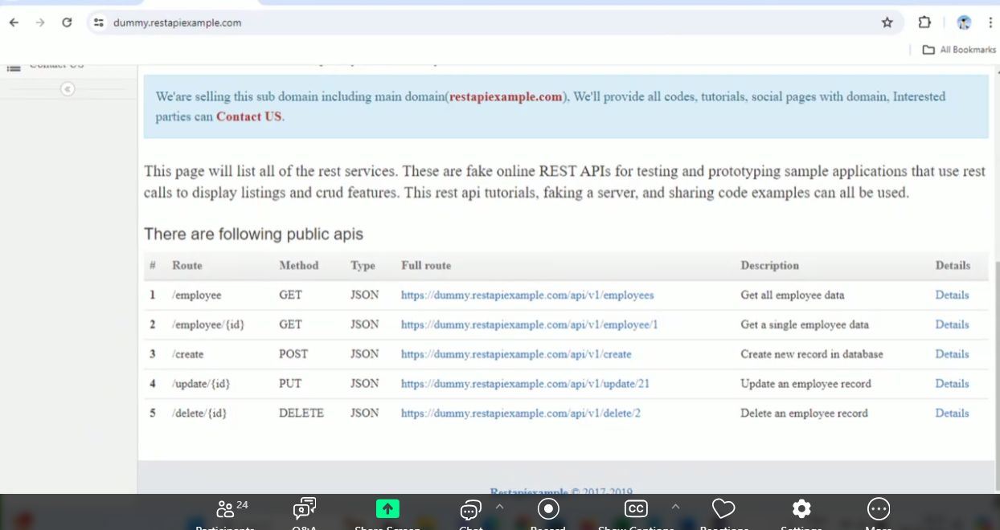 dummy.restapiexample.com
All Bookmarks
Contact US
We'are selling this sub domain including main domain(restapiexample.com), We'll provide all codes, tutorials, social pages with domain, Interested
parties can Contact US.
This page will list all of the rest services. These are fake online REST APIs for testing and prototyping sample applications that use rest
calls to display listings and crud features. This rest api tutorials, faking a server, and sharing code examples can all be used.
There are following public apis
# Route Method Type Full route Description Details
1 /employee GET JSON https://dummy.restapiexample.com/api/v1/employees Get all employee data Details
2 /employee/{id} GET JSON https://dummy.restapiexample.com/api/v1/employee/1 Get a single employee data Details
3 /create POST JSON https://dummy.restapiexample.com/api/v1/create Create new record in database Details
4 /update/{id} PUT JSON https://dummy.restapiexample.com/api/v1/update/21 Update an employee record Details
5 /delete/{id} DELETE JSON https://dummy.restapiexample.com/api/v1/delete/2 Delete an employee record Details
Restapiexample © 2017-2019
24
CC
Participants Q&A Share Screen Chat Record Show Captions Reactions Settings More